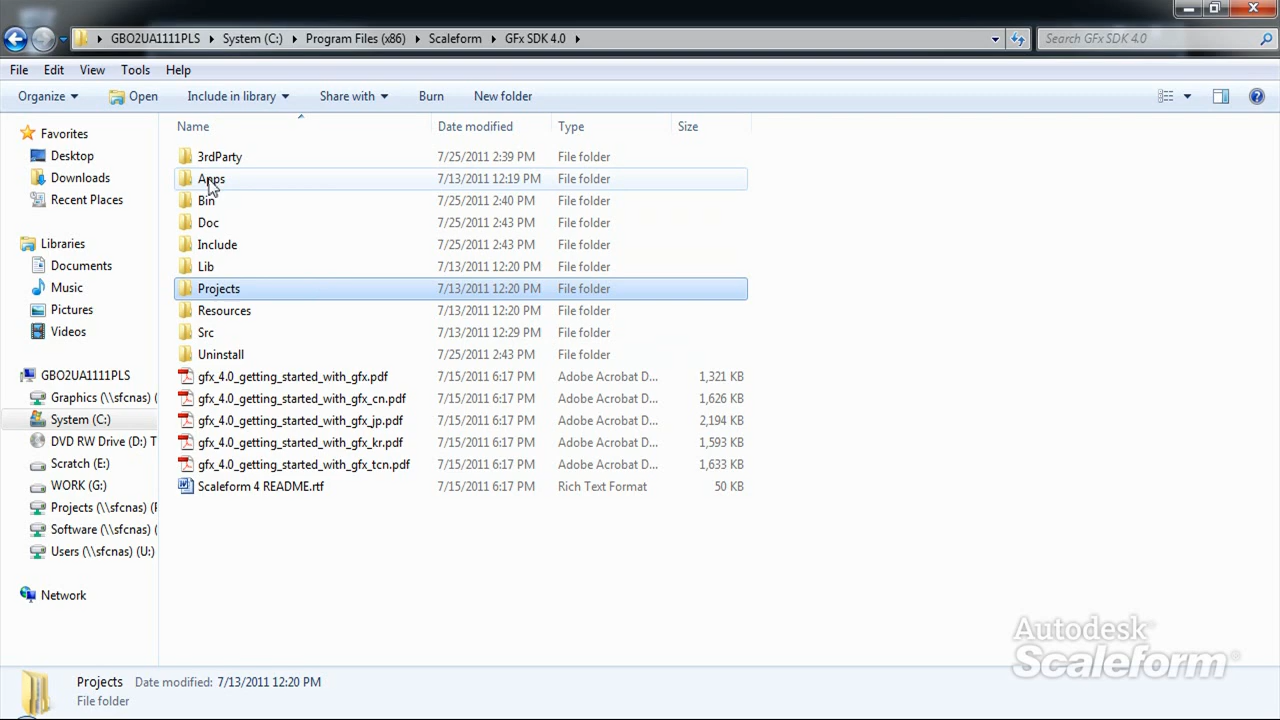 GBO2UA1111PLS System (C:) Program Files (x86) Scaleform GFx SDK 4.0 Search GFx SDK 4.0
File Edit View Tools Help
Organize Open Include in library Share with Burn New folder
Name Date modified Type Size
Favorites
Desktop
Downloads
Recent Places
Libraries
Documents
Music
Pictures
Videos
GBO2UA1111PLS
Graphics (\\sfcnas) (
System (C:)
DVD RW Drive (D:) T
Scratch (E:)
WORK (G:)
Projects (\\sfcnas) (F
Software (\\sfcnas) (
Users (\\sfcnas) (U:)
Network
3rdParty 7/25/2011 2:39 PM File folder
Apps 7/13/2011 12:19 PM File folder
Bin 7/25/2011 2:40 PM File folder
Doc 7/25/2011 2:43 PM File folder
Include 7/25/2011 2:43 PM File folder
Lib 7/13/2011 12:20 PM File folder
Projects 7/13/2011 12:20 PM File folder
Resources 7/13/2011 12:20 PM File folder
Src 7/13/2011 12:29 PM File folder
Uninstall 7/25/2011 2:43 PM File folder
gfx_4.0_getting_started_with_gfx.pdf 7/15/2011 6:17 PM Adobe Acrobat D... 1,321 KB
gfx_4.0_getting_started_with_gfx_cn.pdf 7/15/2011 6:17 PM Adobe Acrobat D... 1,626 KB
gfx_4.0_getting_started_with_gfx_jp.pdf 7/15/2011 6:17 PM Adobe Acrobat D... 2,194 KB
gfx_4.0_getting_started_with_gfx_kr.pdf 7/15/2011 6:17 PM Adobe Acrobat D... 1,593 KB
gfx_4.0_getting_started_with_gfx_tcn.pdf 7/15/2011 6:17 PM Adobe Acrobat D... 1,633 KB
Scaleform 4 README.rtf 7/15/2011 6:17 PM Rich Text Format 50 KB
Autodesk®
Scaleform®
Projects Date modified: 7/13/2011 12:20 PM
File folder